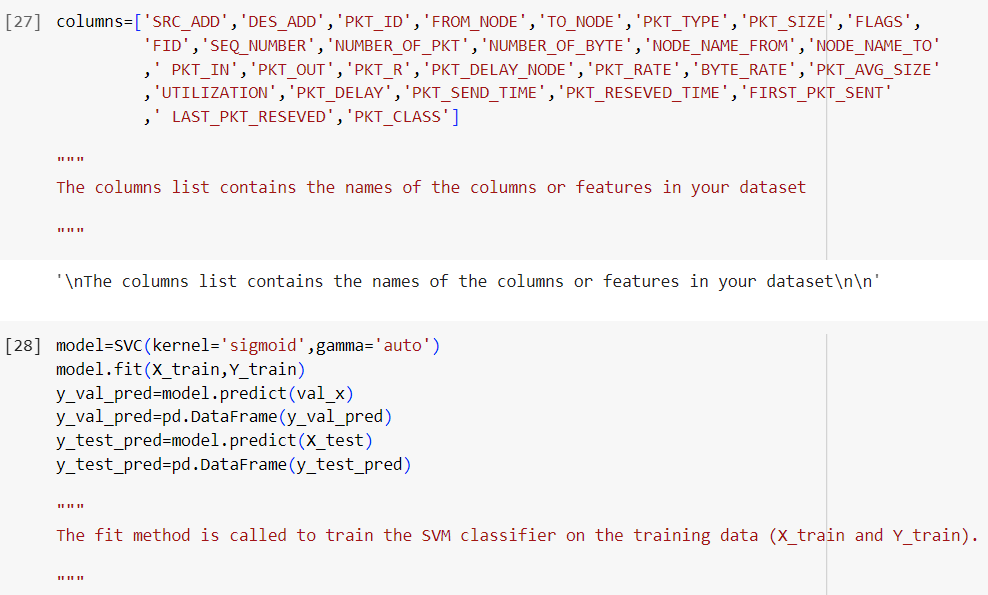 [27] columns=['SRC_ADD','DES_ADD','PKT_ID','FROM_NODE','TO_NODE','PKT_TYPE','PKT_SIZE','FLAGS',
'FID','SEQ_NUMBER','NUMBER_OF_PKT','NUMBER_OF_BYTE','NODE_NAME_FROM','NODE_NAME_TO'
,' PKT_IN','PKT_OUT','PKT_R','PKT_DELAY_NODE','PKT_RATE','BYTE_RATE','PKT_AVG_SIZE'
,'UTILIZATION','PKT_DELAY','PKT_SEND_TIME','PKT_RESEVED_TIME','FIRST_PKT_SENT'
,' LAST_PKT_RESEVED','PKT_CLASS']
"""
The columns list contains the names of the columns or features in your dataset
"""
'\nThe columns list contains the names of the columns or features in your dataset\n\n'
[28] model=SVC(kernel='sigmoid',gamma='auto')
model.fit(X_train,Y_train)
y_val_pred=model.predict(val_x)
y_val_pred=pd.DataFrame(y_val_pred)
y_test_pred=model.predict(X_test)
y_test_pred=pd.DataFrame(y_test_pred)
"""
The fit method is called to train the SVM classifier on the training data (X_train and Y_train).
"""